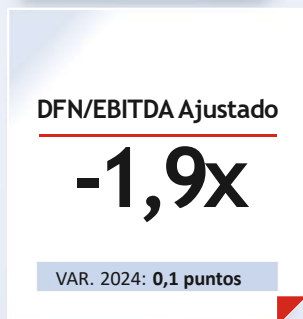 DFN/EBITDA Ajustado
-1,9x
VAR. 2024: 0,1 puntos